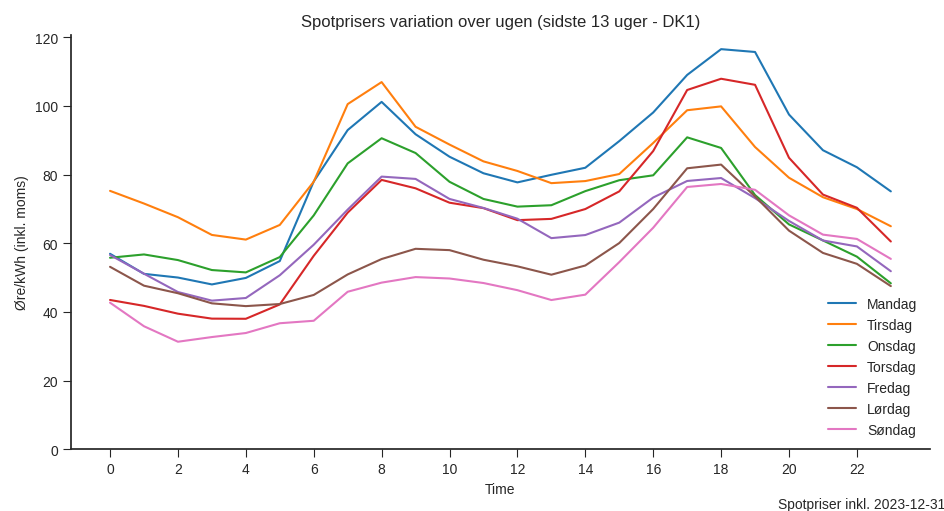 Spotprisers variation over ugen (sidste 13 uger - DK1)
120
100
80
60
40
20
0
Øre/kWh (inkl. moms)
0 2 4 6 8 10 12 14 16 18 20 22
Time
Mandag
Tirsdag
Onsdag
Torsdag
Fredag
Lørdag
Søndag
Spotpriser inkl. 2023-12-31